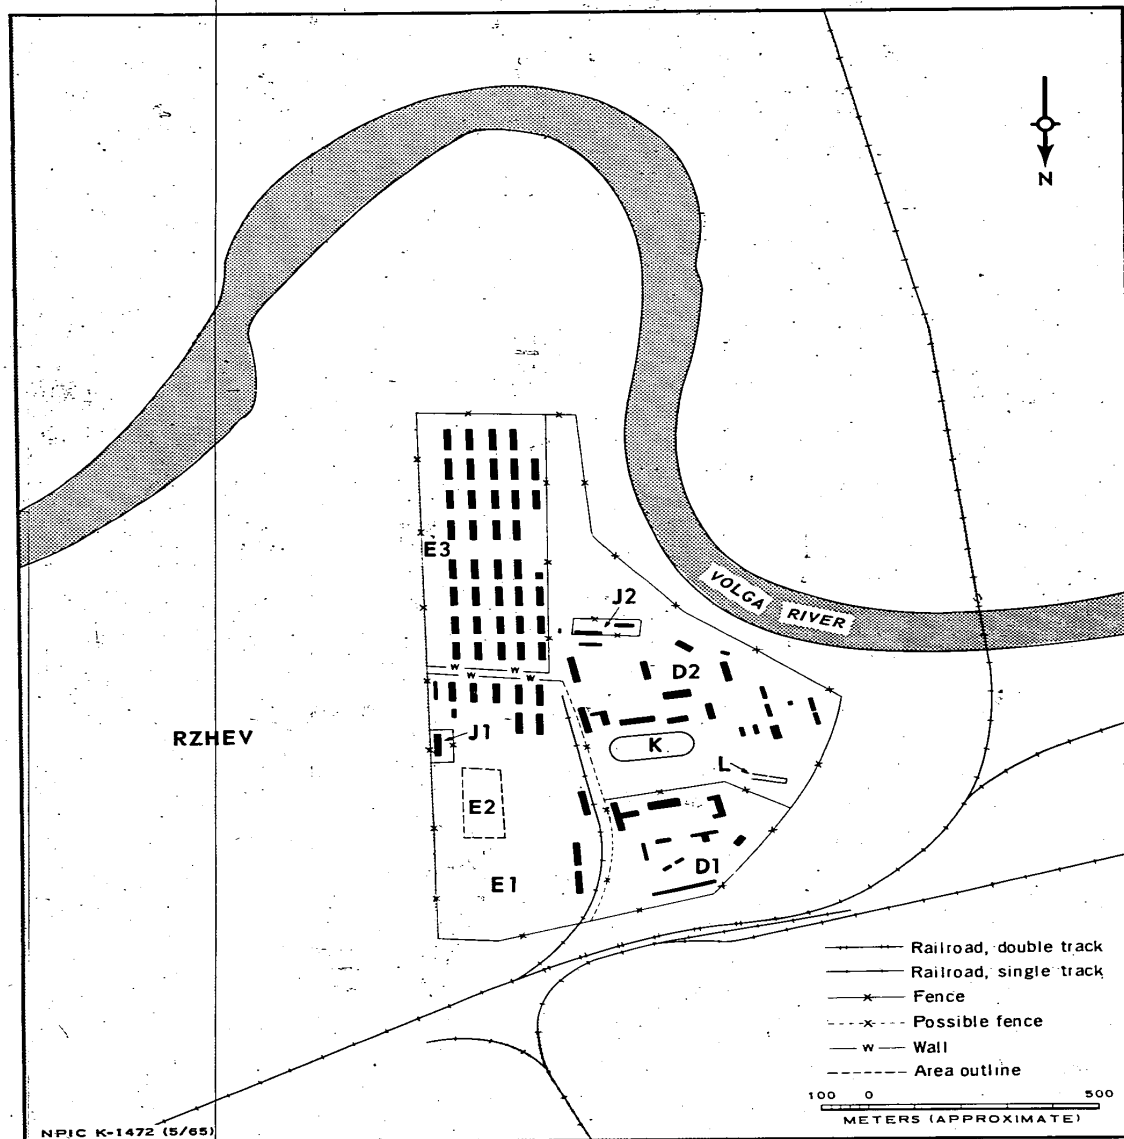 N
E3
J2
VOLGA
RIVER
D2
RZHEV
J1
K
L
E2
E1
D1
Railroad, double track
Railroad, single track
Fence
Possible fence
W Wall
Area outline
100 0 500
METERS (APPROXIMATE)
W W
W W
NPIC K-1472 (5/65)